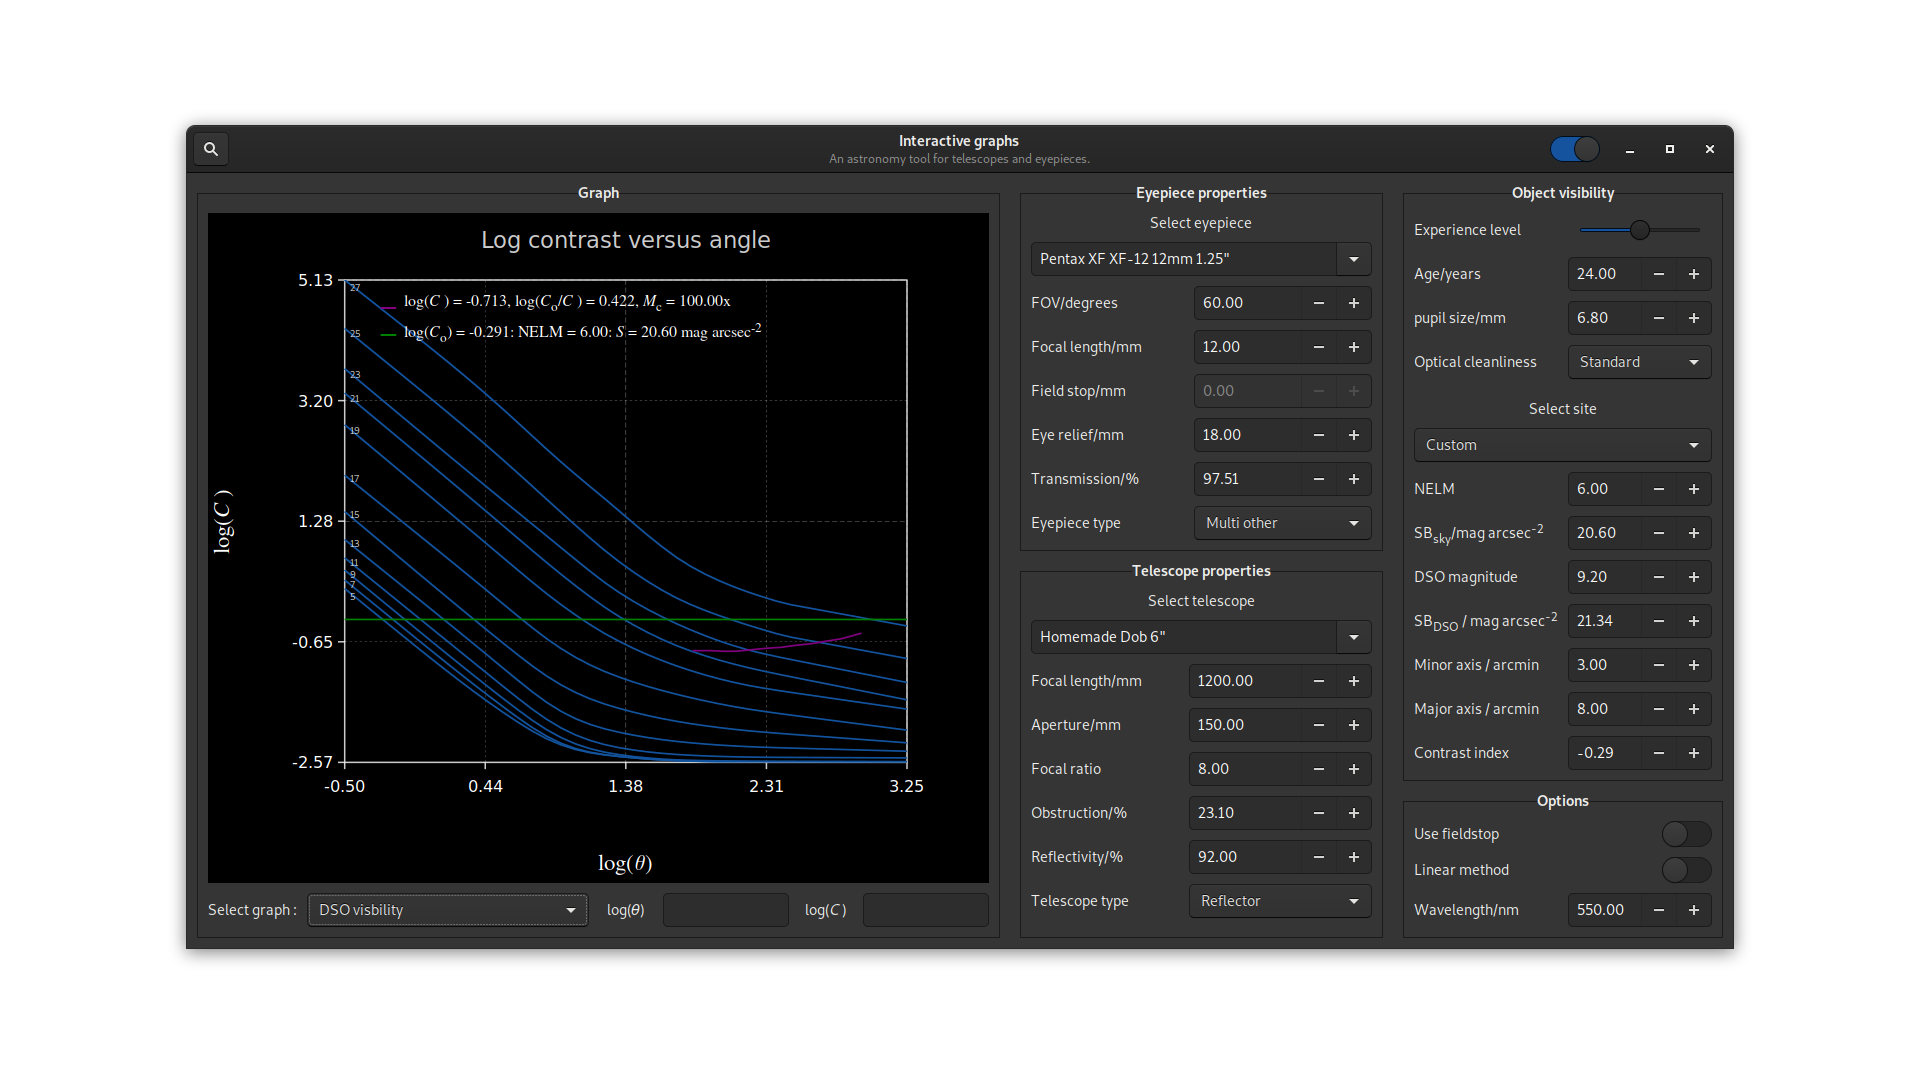 Interactive graphs
An astronomy tool for telescopes and eyepieces.
Graph
Log contrast versus angle
5.13
3.20
1.28
-0.65
-2.57
log(C )
27
25
23
21
19
17
15
13
11
9
7
5
log(C ) = -0.713, log(Co/C ) = 0.422, Mc = 100.00x
log(Co) = -0.291: NELM = 6.00: S = 20.60 mag arcsec-2
-0.50 0.44 1.38 2.31 3.25
log(θ)
Select graph : DSO visbility log(θ) log(C )
Eyepiece properties
Select eyepiece
Pentax XF XF-12 12mm 1.25"
FOV/degrees 60.00 − +
Focal length/mm 12.00 − +
Field stop/mm 0.00 − +
Eye relief/mm 18.00 − +
Transmission/% 97.51 − +
Eyepiece type Multi other
Telescope properties
Select telescope
Homemade Dob 6"
Focal length/mm 1200.00 − +
Aperture/mm 150.00 − +
Focal ratio 8.00 − +
Obstruction/% 23.10 − +
Reflectivity/% 92.00 − +
Telescope type Reflector
Object visibility
Experience level
Age/years 24.00 − +
pupil size/mm 6.80 − +
Optical cleanliness Standard
Select site
Custom
NELM 6.00 − +
SBsky/mag arcsec-2 20.60 − +
DSO magnitude 9.20 − +
SBDSO / mag arcsec-2 21.34 − +
Minor axis / arcmin 3.00 − +
Major axis / arcmin 8.00 − +
Contrast index -0.29 − +
Options
Use fieldstop
Linear method
Wavelength/nm 550.00 − +